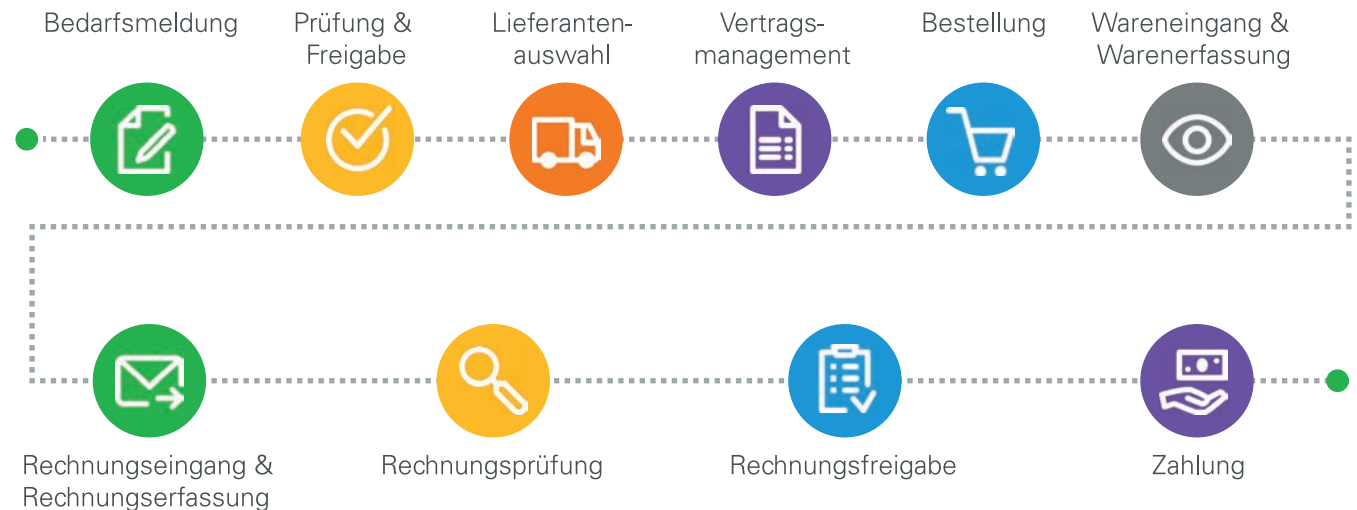 Bedarfsmeldung
Prüfung &
Freigabe
Lieferanten-
auswahl
Vertrags-
management
Bestellung
Wareneingang &
Warenerfassung
Rechnungseingang &
Rechnungserfassung
Rechnungsprüfung
Rechnungsfreigabe
Zahlung